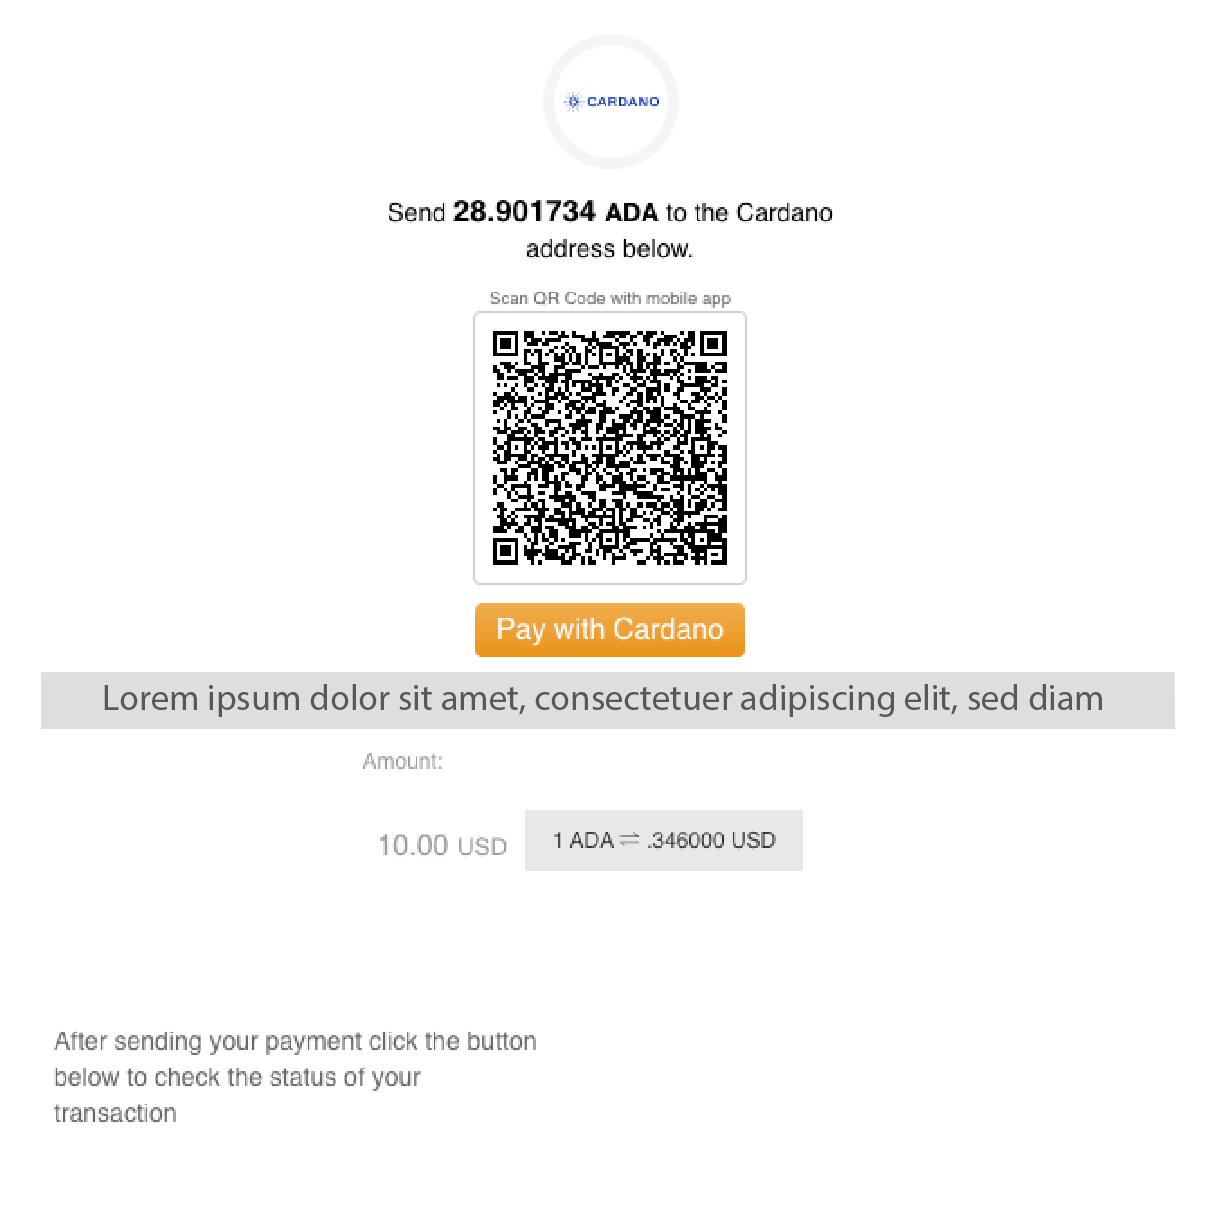 CARDANO
Send 28.901734 ADA to the Cardano
address below.
Scan QR Code with mobile app
Pay with Cardano
Lorem ipsum dolor sit amet, consectetuer adipiscing elit, sed diam
Amount:
10.00 USD 1 ADA ⇌ .346000 USD
After sending your payment click the button
below to check the status of your
transaction